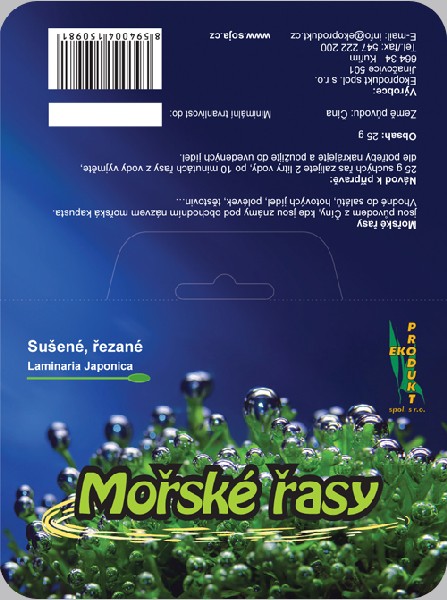 Mořské řasy
jsou původem z Číny, kde jsou známy pod obchodním názvem mořská kapusta.
Vhodné do salátů, hotových jídel, polévek, těstovin...
Návod k přípravě:
25 g suchých řas zalijete 2 litry vody, po 10 minutách řasy z vody vyjměte,
dle potřeby nakrájejte a použijte do uvedených jídel.
Obsah: 25 g
Země původu: Čína
Minimální trvanlivost do:
Výrobce:
Ekoprodukt spol. s r.o.
Jinačovice 501
664 34 Kuřim
Tel./fax: 547 222 200
E-mail: info@ekoprodukt.cz
www.soja.cz
Sušené, řezané
Laminaria Japonica
EKO
PRODUKT
spol. s r.o.
Mořské řasy